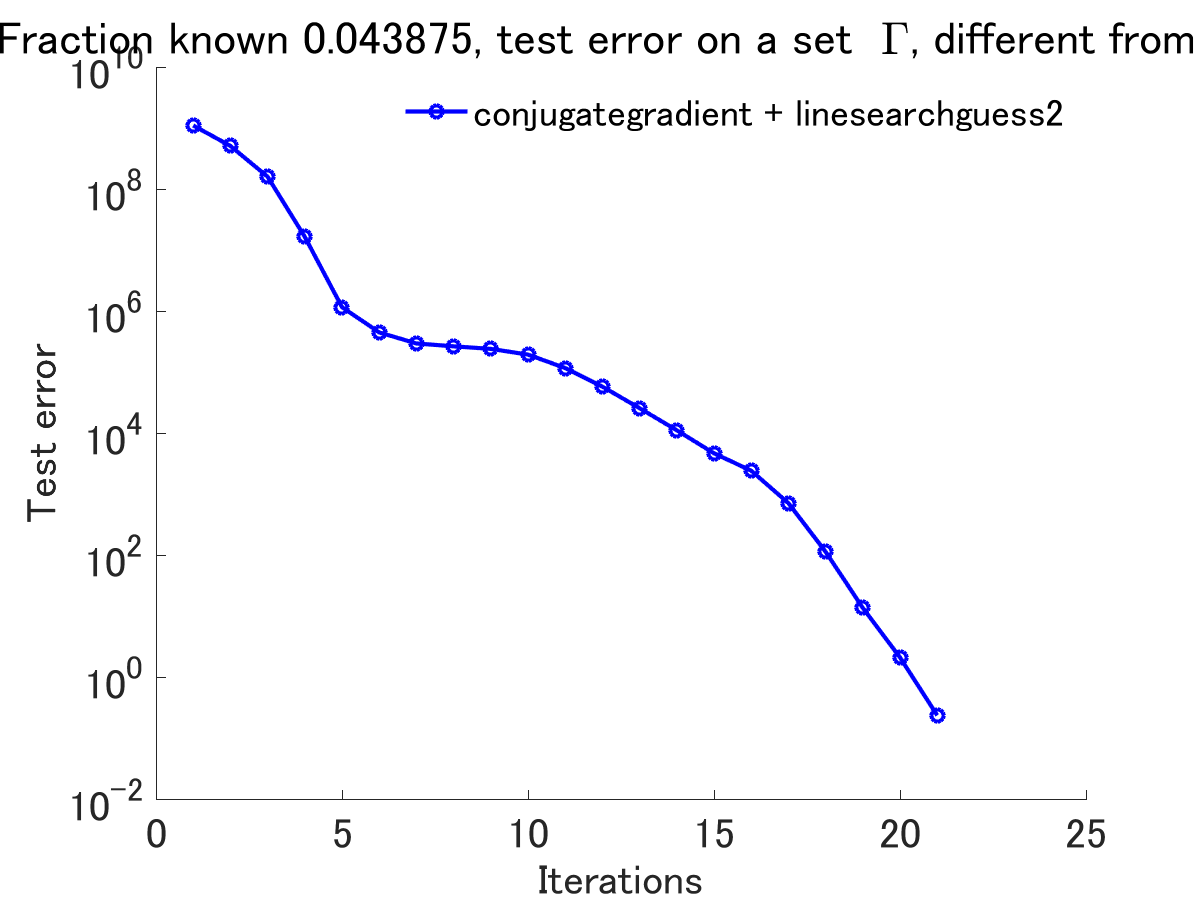 Fraction known 0.043875, test error on a set Γ, different from
conjugategradient + linesearchguess2
Test error
10^10
10^8
10^6
10^4
10^2
10^0
10^−2
0 5 10 15 20 25
Iterations